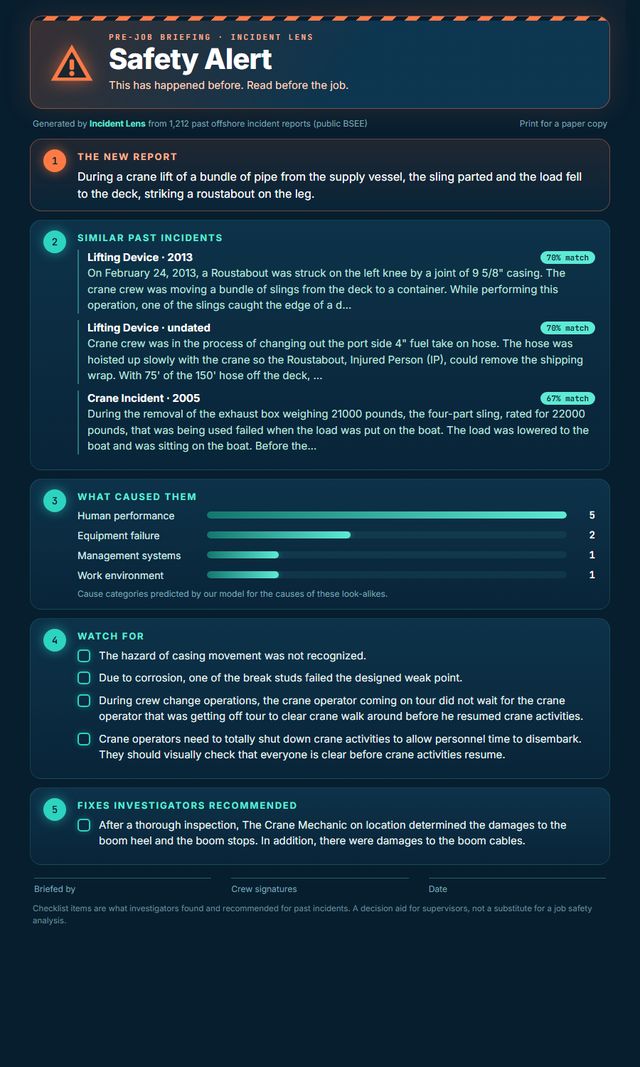 PRE-JOB BRIEFING · INCIDENT LENS
Safety Alert
This has happened before. Read before the job.
Generated by Incident Lens from 1,212 past offshore incident reports (public BSEE)
Print for a paper copy
1
THE NEW REPORT
During a crane lift of a bundle of pipe from the supply vessel, the sling parted and the load fell
to the deck, striking a roustabout on the leg.
2
SIMILAR PAST INCIDENTS
Lifting Device · 2013
70% match
On February 24, 2013, a Roustabout was struck on the left knee by a joint of 9 5/8" casing. The
crane crew was moving a bundle of slings from the deck to a container. While performing this
operation, one of the slings caught the edge of a d...
Lifting Device · undated
70% match
Crane crew was in the process of changing out the port side 4" fuel take on hose. The hose was
hoisted up slowly with the crane so the Roustabout, Injured Person (IP), could remove the shipping
wrap. With 75' of the 150' hose off the deck, ...
Crane Incident · 2005
67% match
During the removal of the exhaust box weighing 21000 pounds, the four-part sling, rated for 22000
pounds, that was being used failed when the load was put on the boat. The load was lowered to the
boat and was sitting on the boat. Before the...
3
WHAT CAUSED THEM
Human performance 5
Equipment failure 2
Management systems 1
Work environment 1
Cause categories predicted by our model for the causes of these look-alikes.
4
WATCH FOR
The hazard of casing movement was not recognized.
Due to corrosion, one of the break studs failed the designed weak point.
During crew change operations, the crane operator coming on tour did not wait for the crane
operator that was getting off tour to clear crane walk around before he resumed crane activities.
Crane operators need to totally shut down crane activities to allow personnel time to disembark.
They should visually check that everyone is clear before crane activities resume.
5
FIXES INVESTIGATORS RECOMMENDED
After a thorough inspection, The Crane Mechanic on location determined the damages to the
boom heel and the boom stops. In addition, there were damages to the boom cables.
Briefed by
Crew signatures
Date
Checklist items are what investigators found and recommended for past incidents. A decision aid for supervisors, not a substitute for a job safety
analysis.